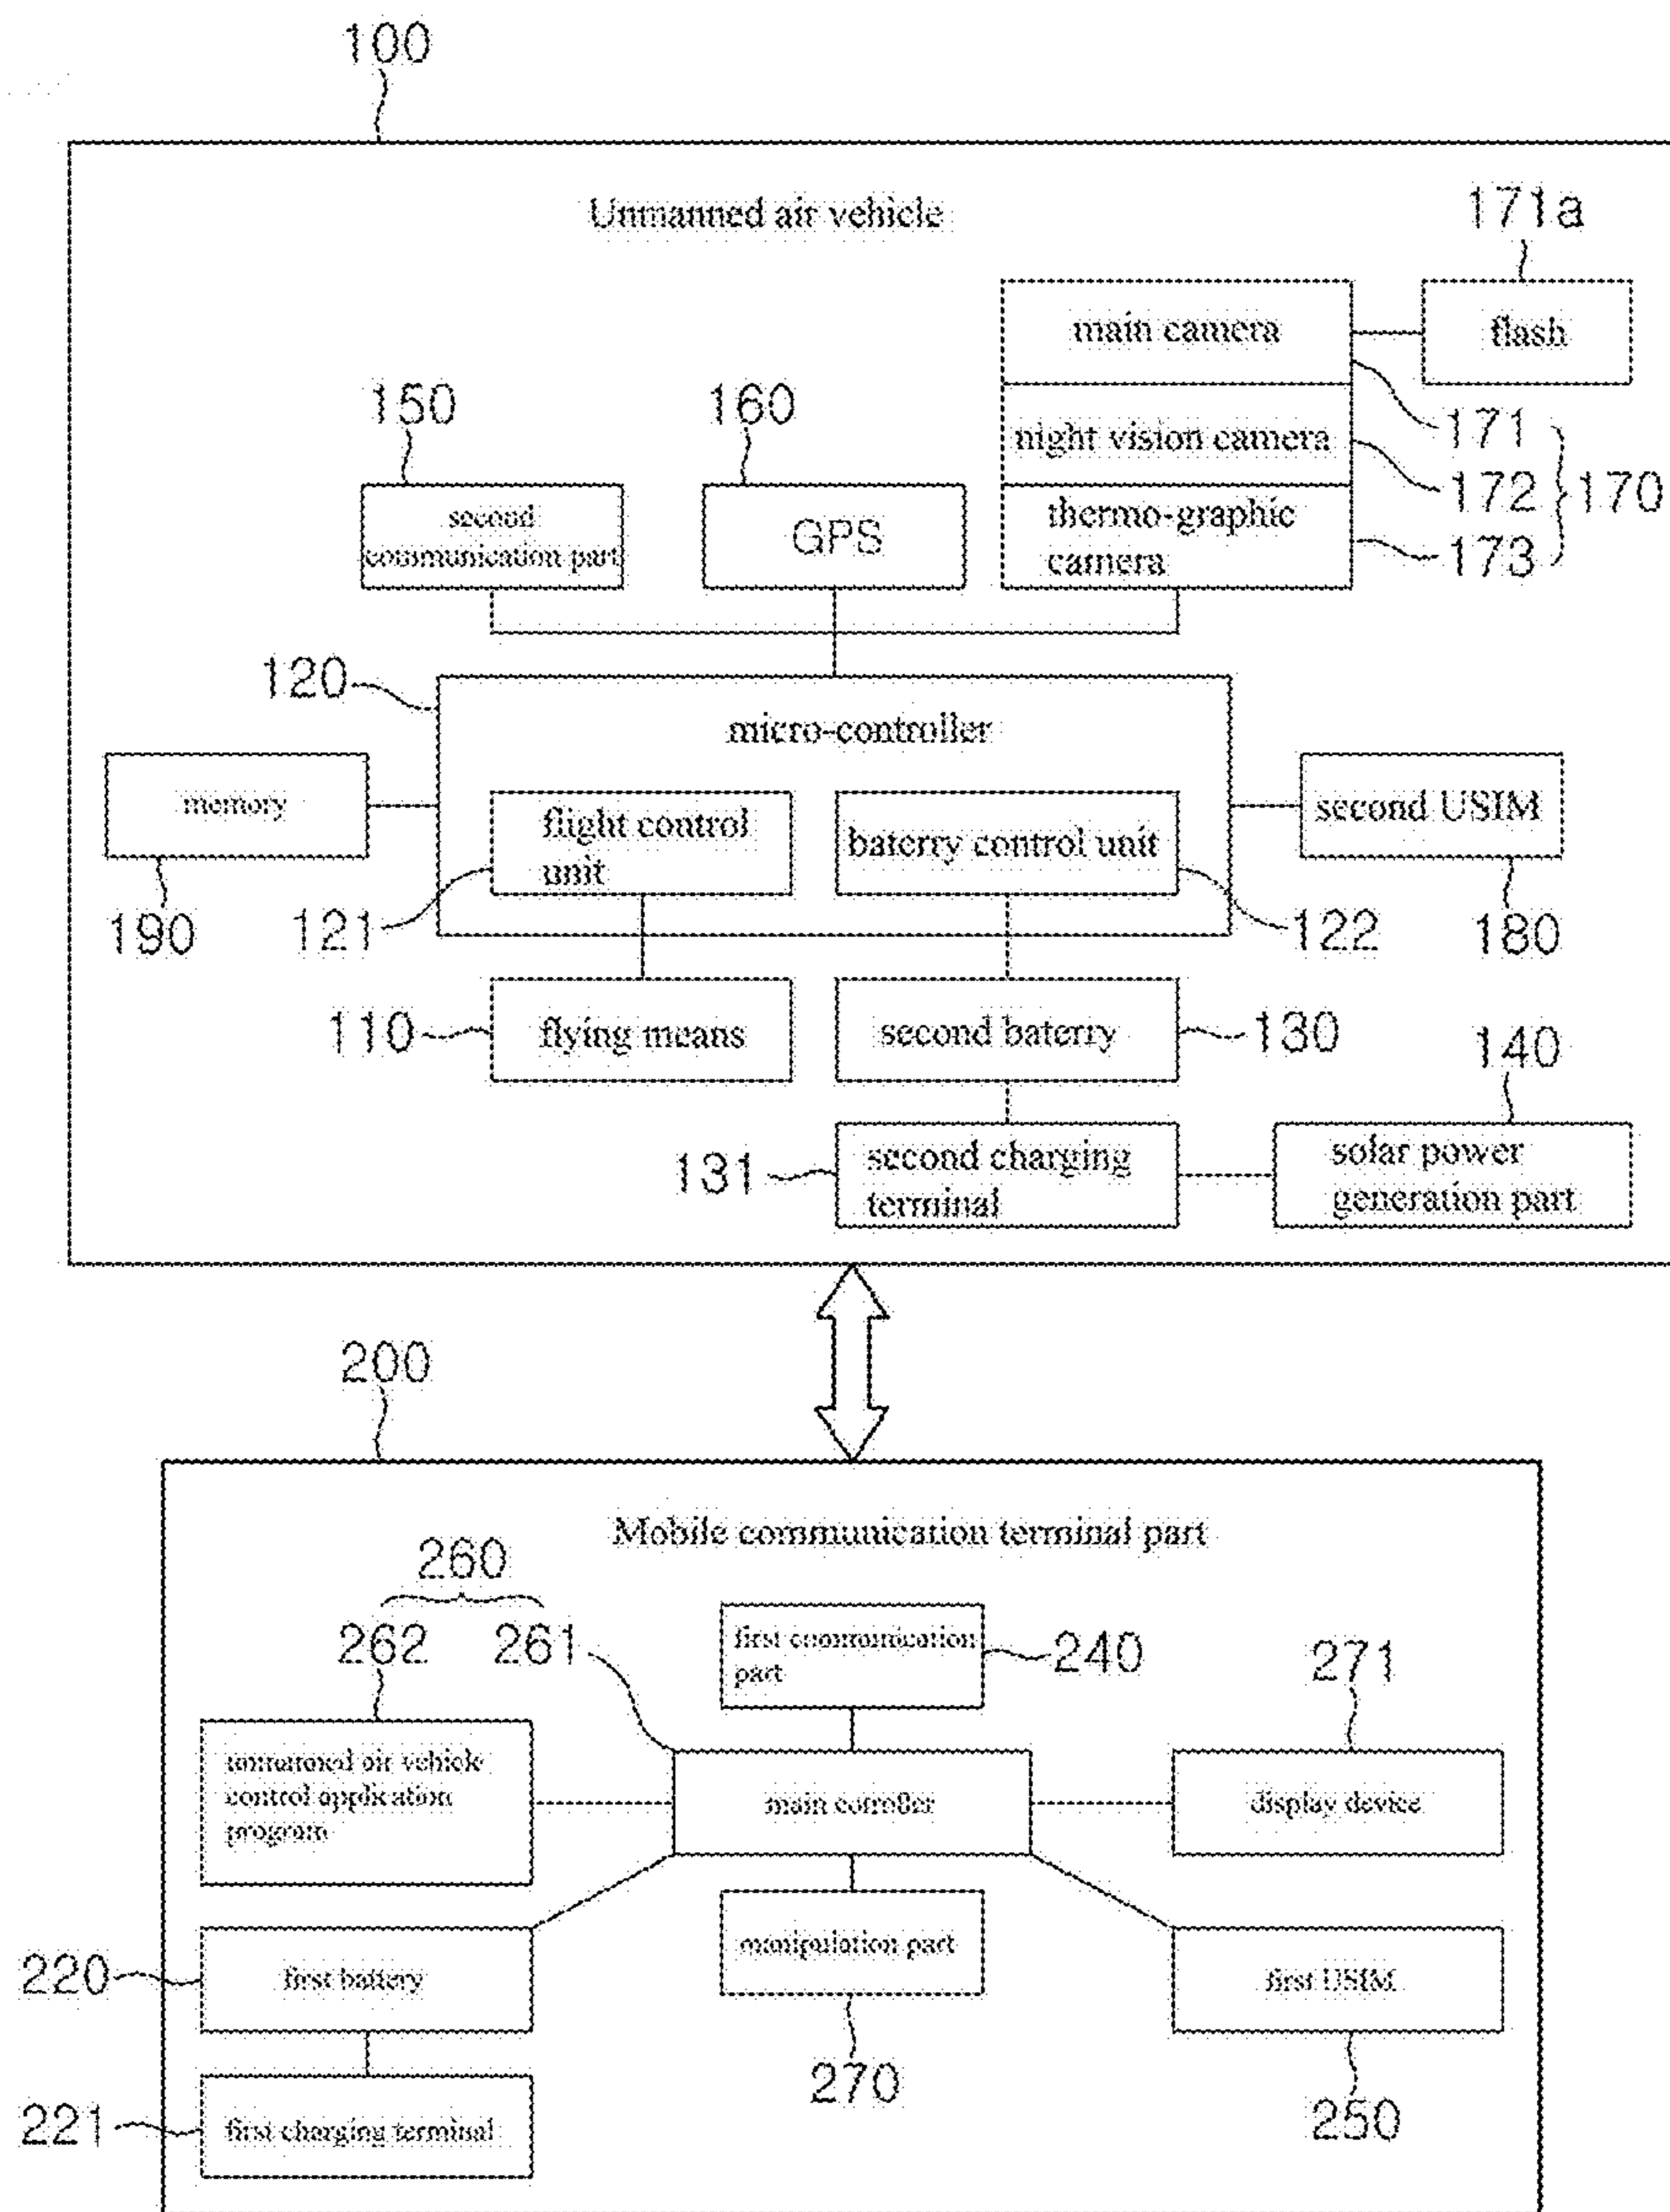 100
Unmanned air vehicle
171a
main camera
flash
150
160
night vision camera
171
172
170
second
communication part
GPS
thermo-graphic
camera
173
120
micro-controller
memory
flight control
unit
baterry control unit
second USIM
190
121
122
180
110
flying means
second baterry
130
140
131
second charging
terminal
solar power
generation part
200
Mobile communication terminal part
260
262
261
first communication
part
240
271
unmanned air vehicle
control application
program
main cotroller
display device
220
first battery
manipulation part
first USIM
270
221
first charging terminal
250